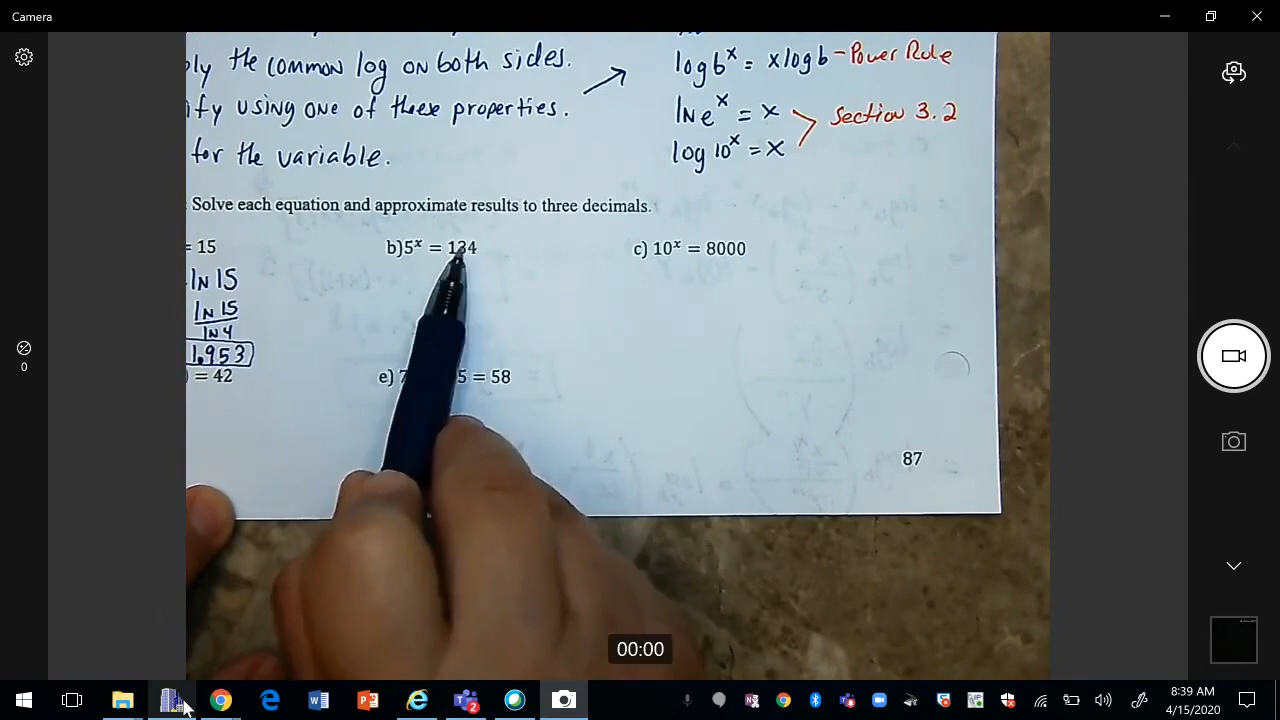 Camera
ply the common log on both sides.
ify using one of these properties.
for the variable.
log b^x = x log b - Power Rule
ln e^x = x
log 10^x = x
Section 3.2
: Solve each equation and approximate results to three decimals.
= 15
ln 15
ln 15
ln 4
1.953
b)5^x = 134
c) 10^x = 8000
) = 42
e) 7 5 = 58
87
0
00:00
2
8:39 AM
4/15/2020